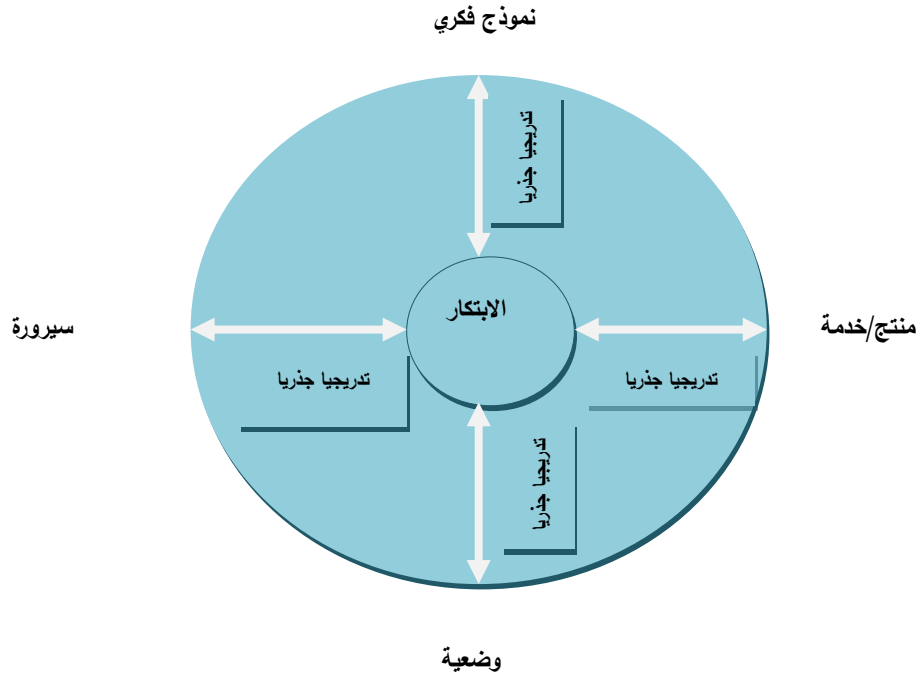 نموذج فكري
تدريجيا جذريا
الابتكار
منتج/خدمة
سيرورة
تدريجيا جذريا
تدريجيا جذريا
تدريجيا جذريا
وضعية